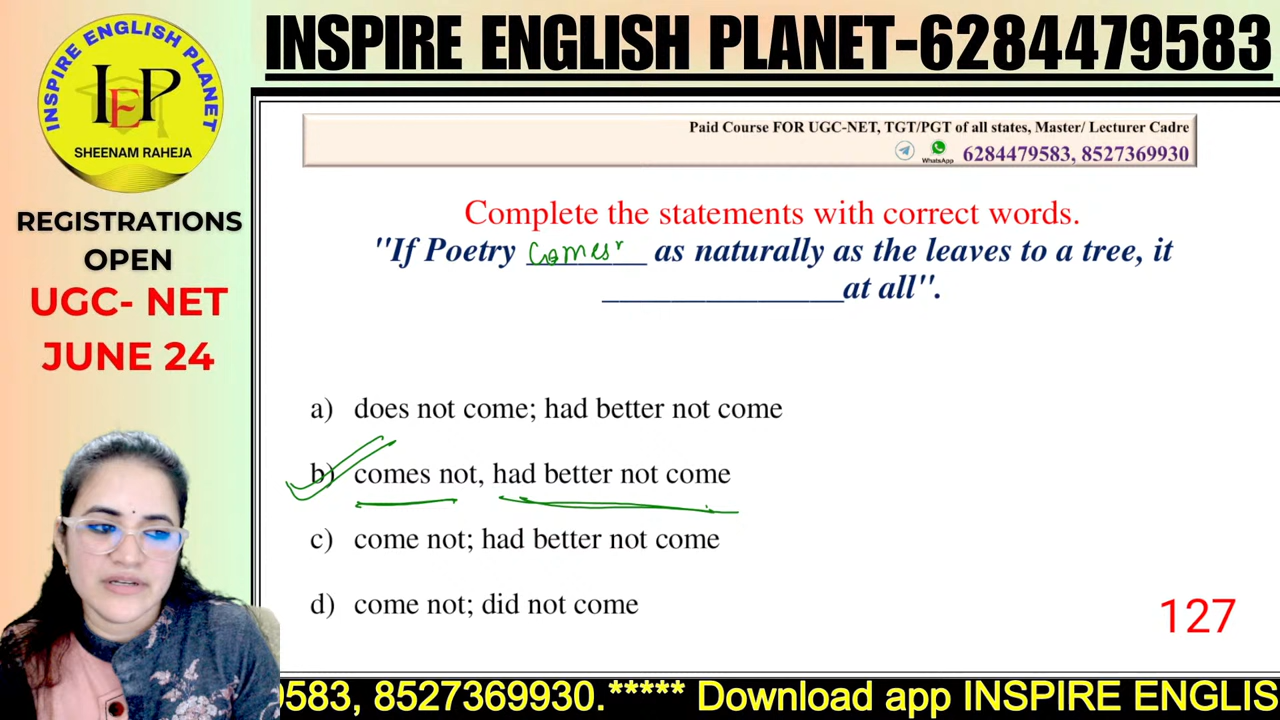 INSPIRE ENGLISH PLANET-6284479583
INSPIRE ENGLISH PLANET
IEP
SHEENAM RAHEJA
REGISTRATIONS
OPEN
UGC- NET
JUNE 24
Paid Course FOR UGC-NET, TGT/PGT of all states, Master/ Lecturer Cadre
WhatsApp 6284479583, 8527369930
Complete the statements with correct words.
"If Poetry comes as naturally as the leaves to a tree, it
______________at all".
a) does not come; had better not come
b) comes not, had better not come
c) come not; had better not come
d) come not; did not come
127
9583, 8527369930.***** Download app INSPIRE ENGLIS